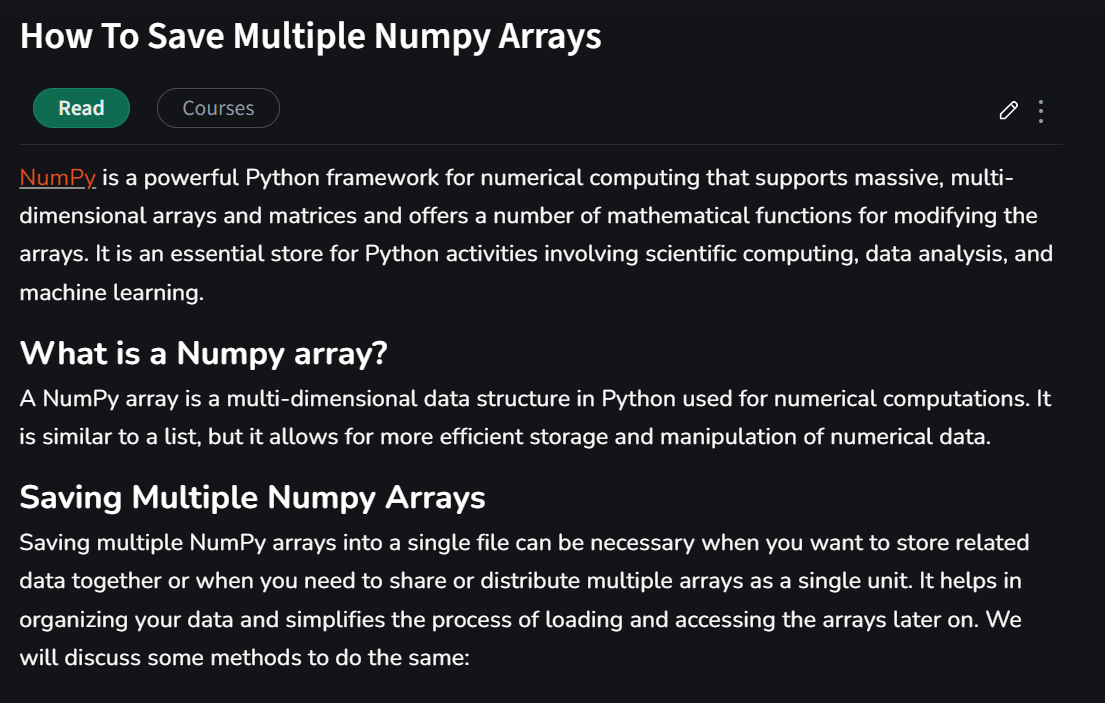 How To Save Multiple Numpy Arrays
Read
Courses
NumPy is a powerful Python framework for numerical computing that supports massive, multi-
dimensional arrays and matrices and offers a number of mathematical functions for modifying the
arrays. It is an essential store for Python activities involving scientific computing, data analysis, and
machine learning.
What is a Numpy array?
A NumPy array is a multi-dimensional data structure in Python used for numerical computations. It
is similar to a list, but it allows for more efficient storage and manipulation of numerical data.
Saving Multiple Numpy Arrays
Saving multiple NumPy arrays into a single file can be necessary when you want to store related
data together or when you need to share or distribute multiple arrays as a single unit. It helps in
organizing your data and simplifies the process of loading and accessing the arrays later on. We
will discuss some methods to do the same: